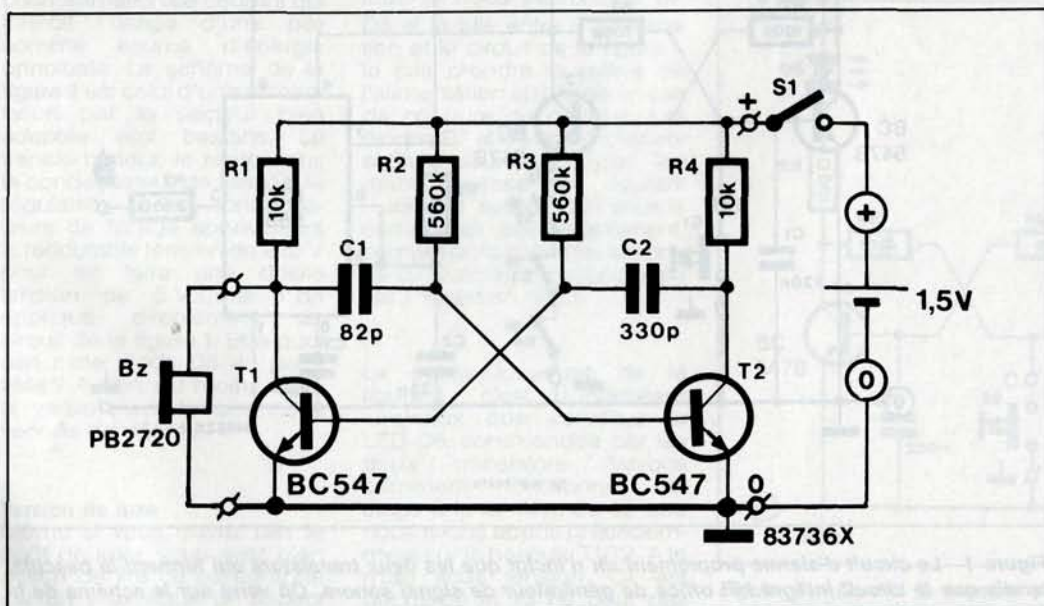 +
S1
R1
10k
R2
560k
R3
560k
R4
10k
C1
82p
C2
330p
+
1,5V
Bz
PB2720
T1
BC547
T2
BC547
0
0
83736X